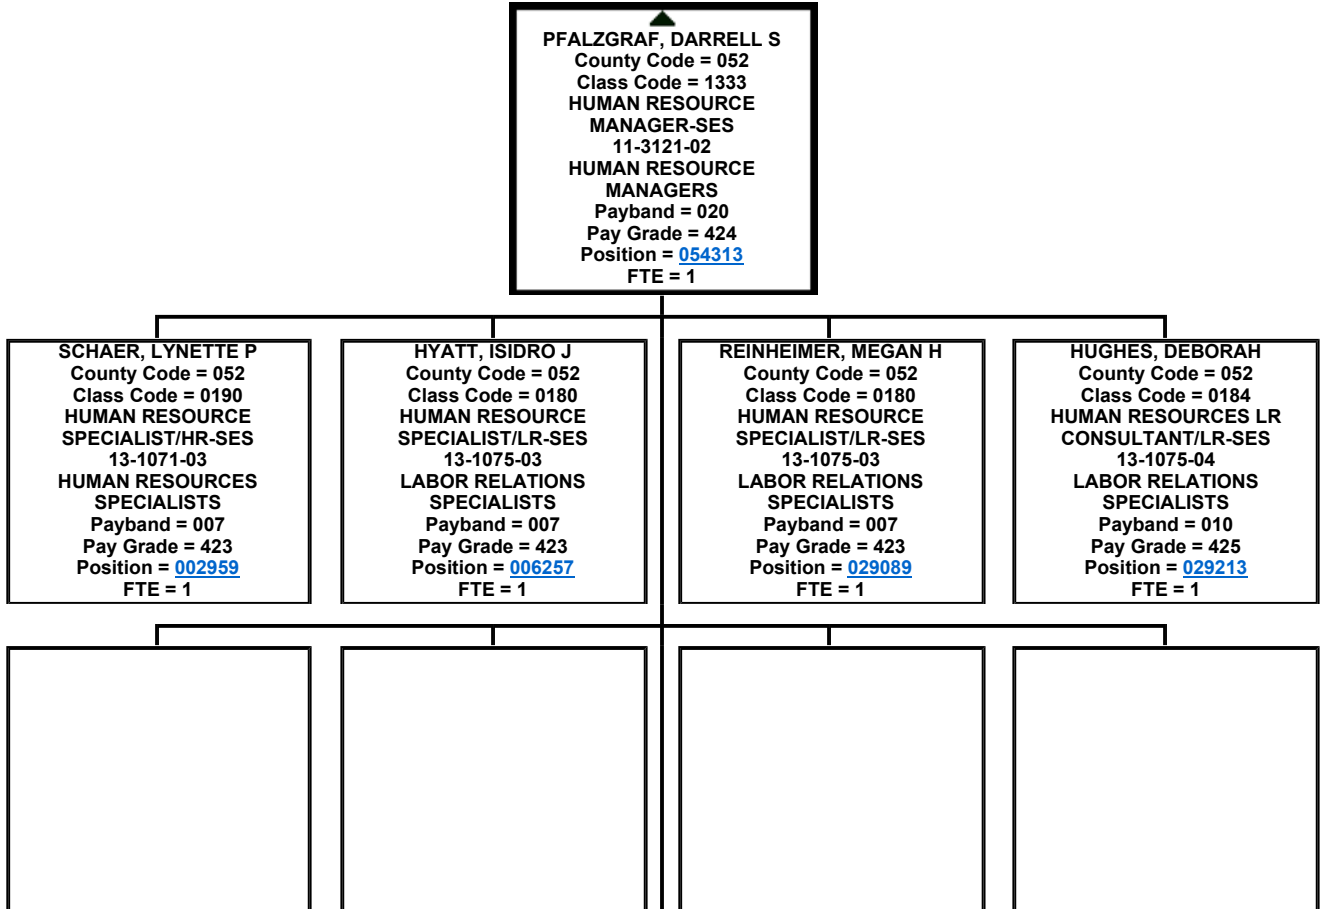 PFALZGRAF, DARRELL S
County Code = 052
Class Code = 1333
HUMAN RESOURCE
MANAGER-SES
11-3121-02
HUMAN RESOURCE
MANAGERS
Payband = 020
Pay Grade = 424
Position = 054313
FTE = 1
SCHAER, LYNETTE P
County Code = 052
Class Code = 0190
HUMAN RESOURCE
SPECIALIST/HR-SES
13-1071-03
HUMAN RESOURCES
SPECIALISTS
Payband = 007
Pay Grade = 423
Position = 002959
FTE = 1
HYATT, ISIDRO J
County Code = 052
Class Code = 0180
HUMAN RESOURCE
SPECIALIST/LR-SES
13-1075-03
LABOR RELATIONS
SPECIALISTS
Payband = 007
Pay Grade = 423
Position = 006257
FTE = 1
REINHEIMER, MEGAN H
County Code = 052
Class Code = 0180
HUMAN RESOURCE
SPECIALIST/LR-SES
13-1075-03
LABOR RELATIONS
SPECIALISTS
Payband = 007
Pay Grade = 423
Position = 029089
FTE = 1
HUGHES, DEBORAH
County Code = 052
Class Code = 0184
HUMAN RESOURCES LR
CONSULTANT/LR-SES
13-1075-04
LABOR RELATIONS
SPECIALISTS
Payband = 010
Pay Grade = 425
Position = 029213
FTE = 1